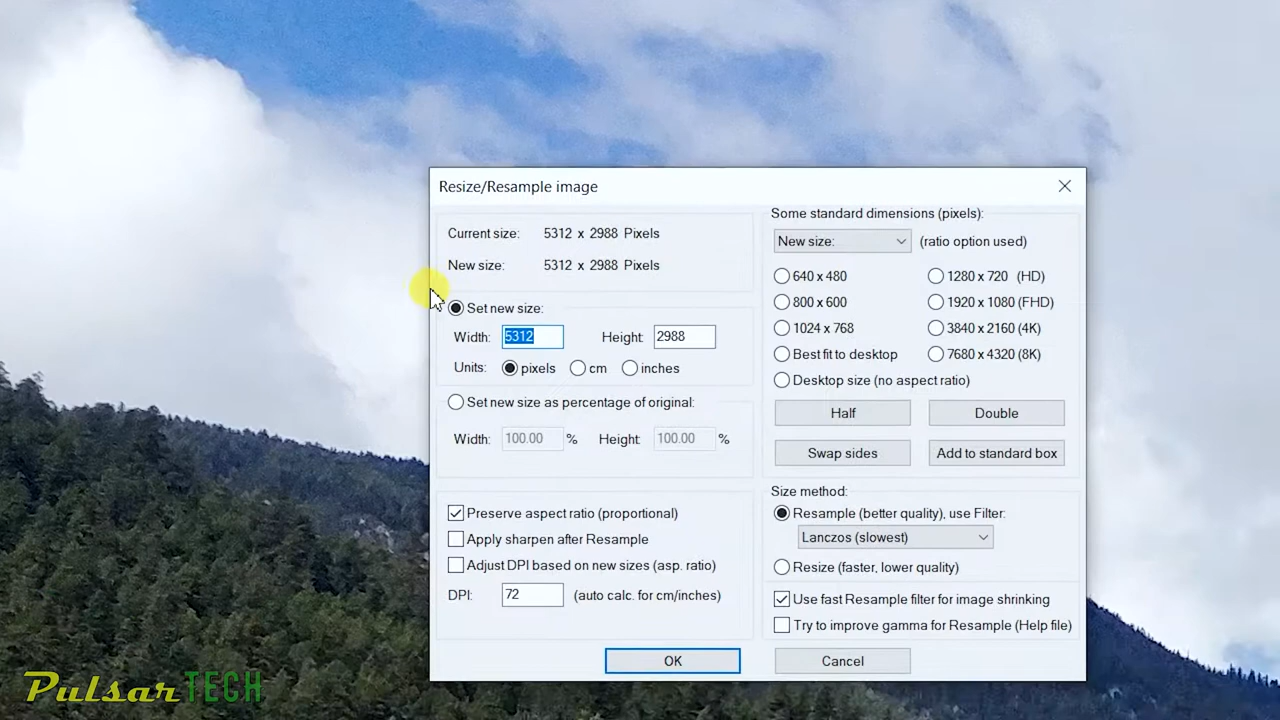 Resize/Resample image
Current size: 5312 x 2988 Pixels
New size: 5312 x 2988 Pixels
Set new size:
Width: 5312 Height: 2988
Units: pixels cm inches
Set new size as percentage of original:
Width: 100.00 % Height: 100.00 %
Preserve aspect ratio (proportional)
Apply sharpen after Resample
Adjust DPI based on new sizes (asp. ratio)
DPI: 72 (auto calc. for cm/inches)
OK
Some standard dimensions (pixels):
New size: (ratio option used)
640 x 480 1280 x 720 (HD)
800 x 600 1920 x 1080 (FHD)
1024 x 768 3840 x 2160 (4K)
Best fit to desktop 7680 x 4320 (8K)
Desktop size (no aspect ratio)
Half Double
Swap sides Add to standard box
Size method:
Resample (better quality), use Filter:
Lanczos (slowest)
Resize (faster, lower quality)
Use fast Resample filter for image shrinking
Try to improve gamma for Resample (Help file)
Cancel
PulsarTECH